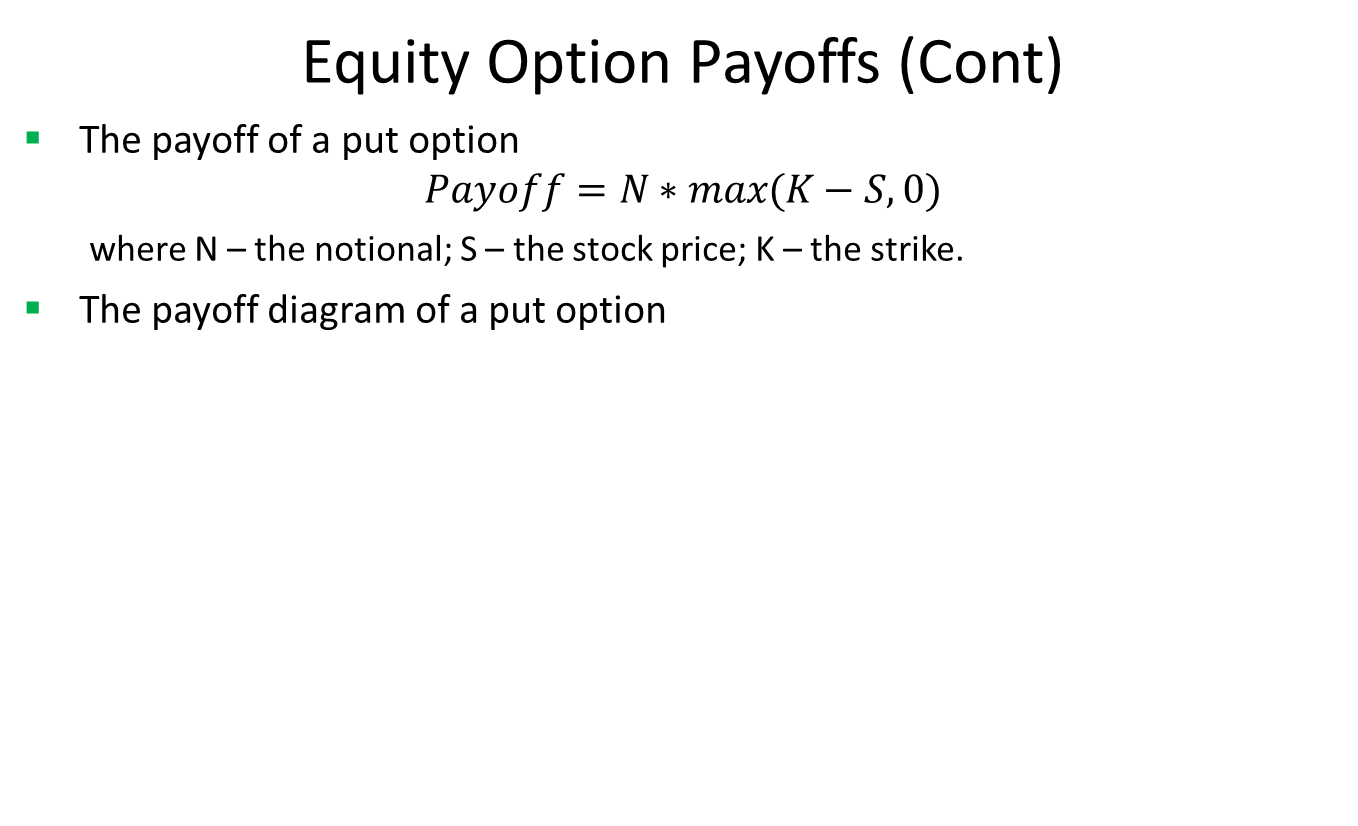 Equity Option Payoffs (Cont)
▪ The payoff of a put option
Payoff = N ∗ max(K − S, 0)
where N – the notional; S – the stock price; K – the strike.
▪ The payoff diagram of a put option